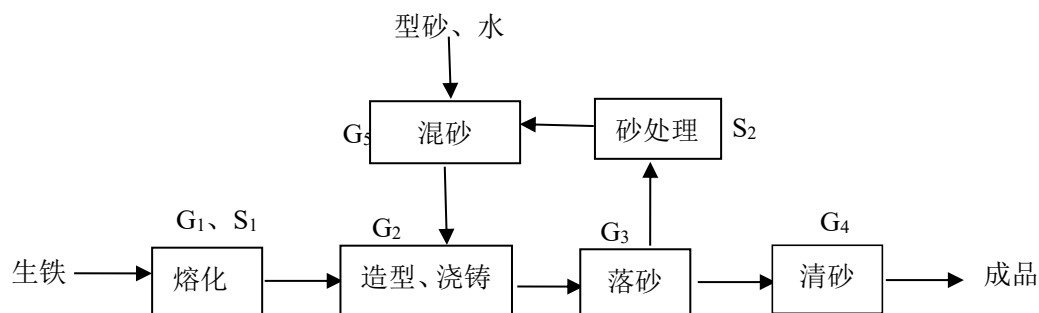 型砂、水
G5 混砂 砂处理 S2
G1、S1 G2 G3 G4
生铁 熔化 造型、浇铸 落砂 清砂 成品